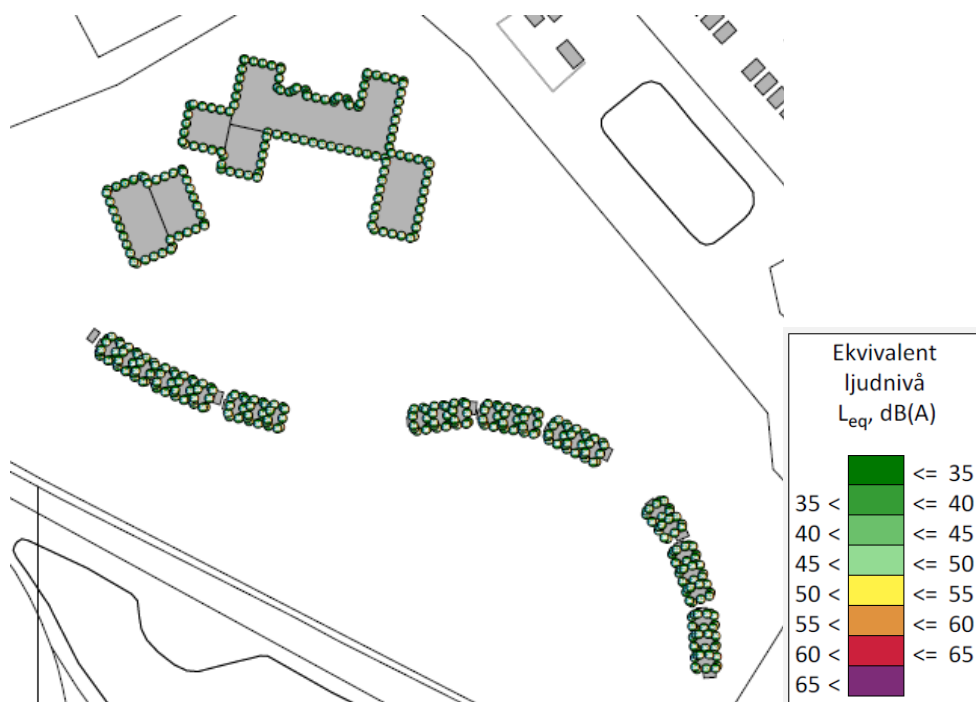 Ekvivalent
ljudnivå
Leq, dB(A)
<= 35
35 < <= 40
40 < <= 45
45 < <= 50
50 < <= 55
55 < <= 60
60 < <= 65
65 <